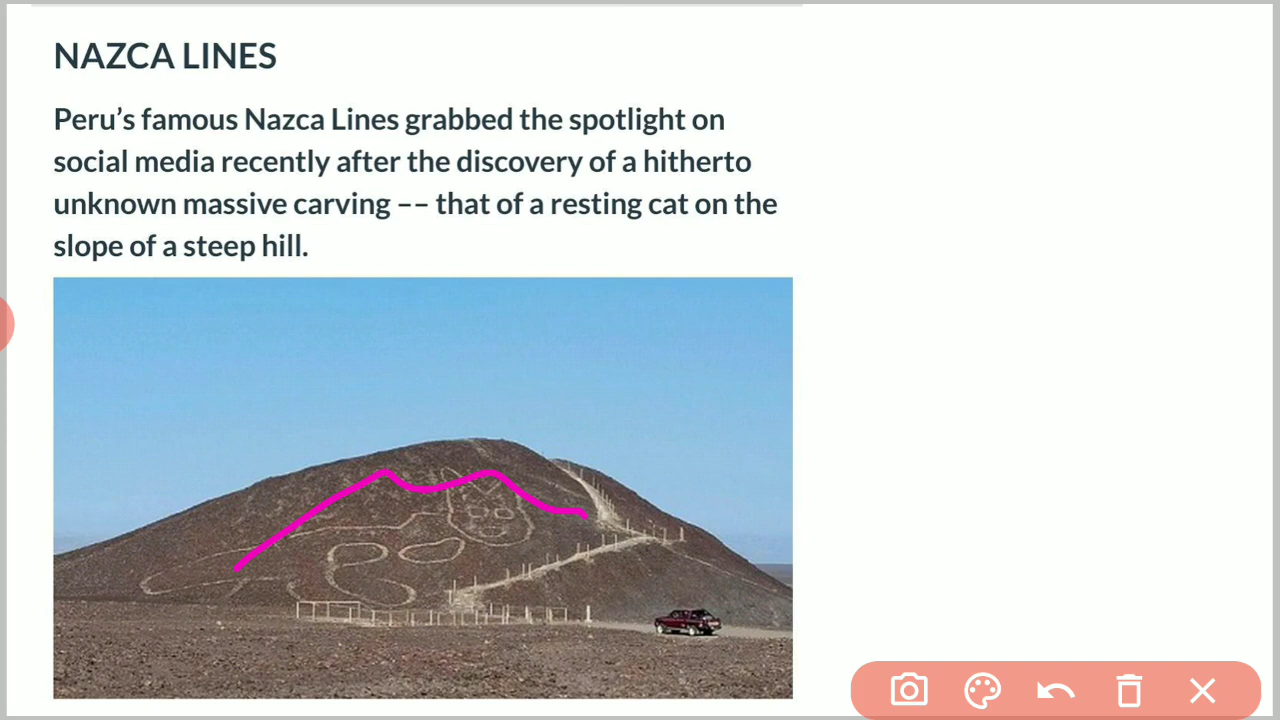 NAZCA LINES
Peru’s famous Nazca Lines grabbed the spotlight on
social media recently after the discovery of a hitherto
unknown massive carving –– that of a resting cat on the
slope of a steep hill.